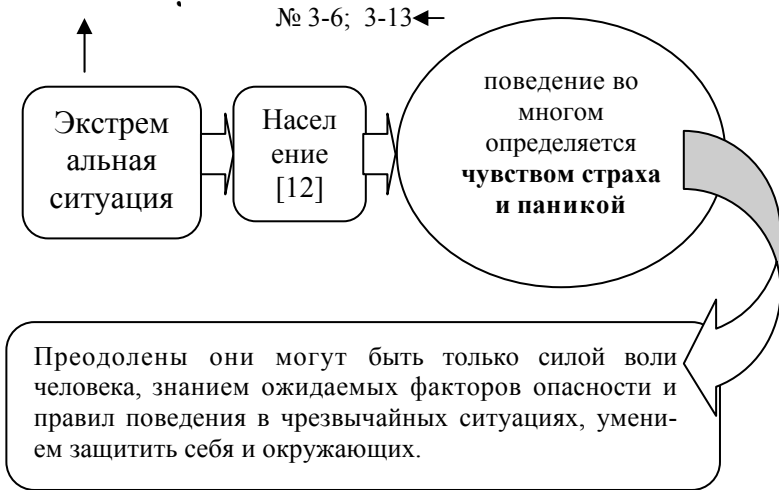 № 3-6; 3-13
Экстрем
альная
ситуация
Насел
ение
[12]
поведение во
многом
определяется
чувством страха
и паникой
Преодолены они могут быть только силой воли
человека, знанием ожидаемых факторов опасности и
правил поведения в чрезвычайных ситуациях, умени-
ем защитить себя и окружающих.